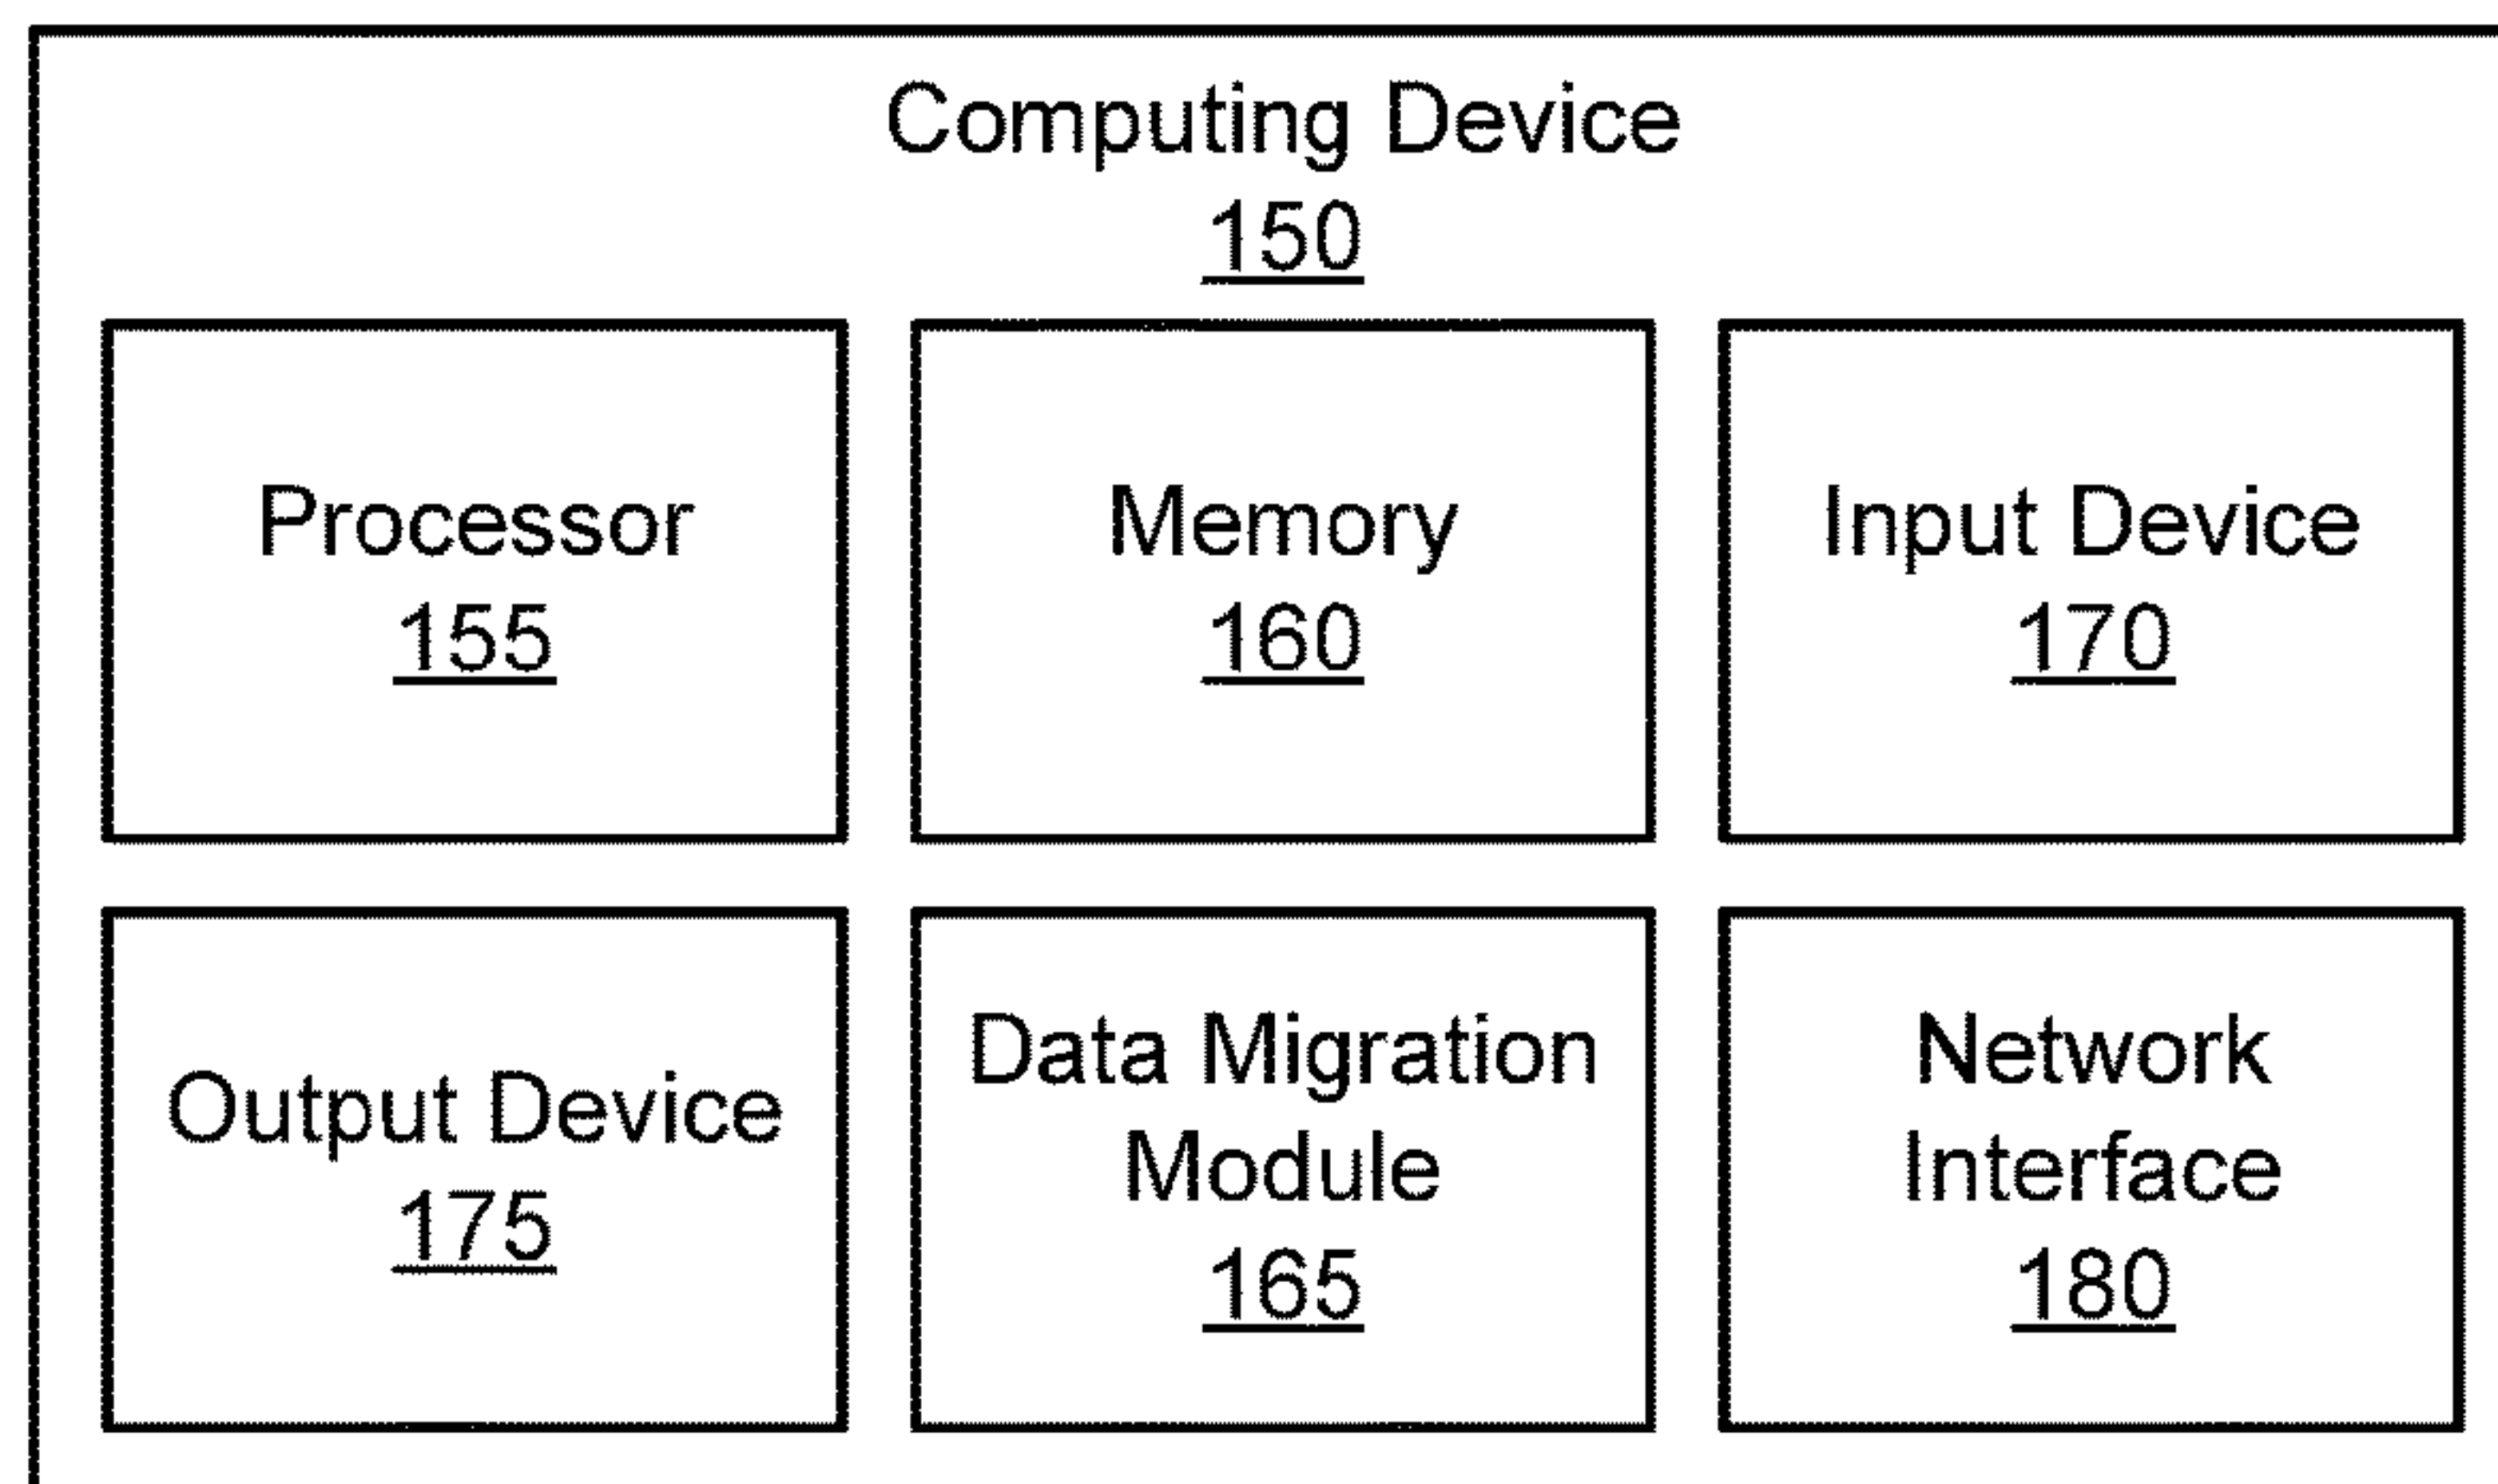 Computing Device
150
Processor
155
Memory
160
Input Device
170
Output Device
175
Data Migration
Module
165
Network
Interface
180